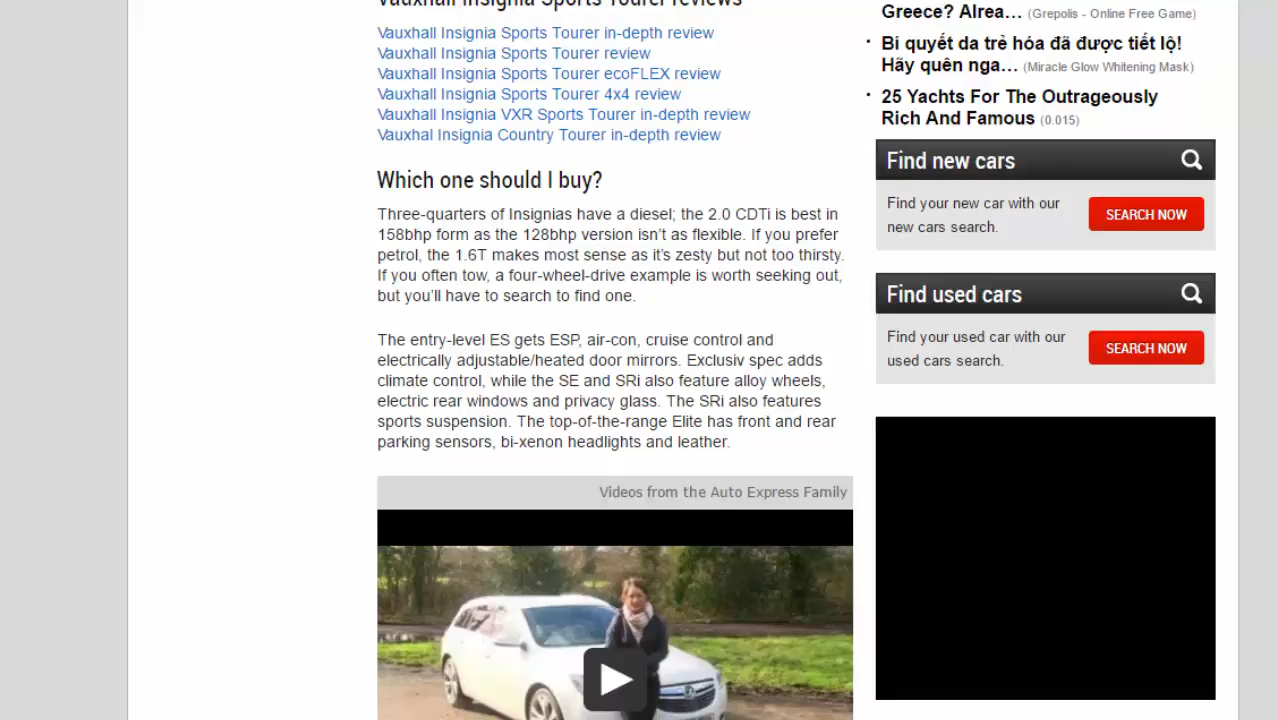 Vauxhall Insignia Sports Tourer reviews
Vauxhall Insignia Sports Tourer in-depth review
Vauxhall Insignia Sports Tourer review
Vauxhall Insignia Sports Tourer ecoFLEX review
Vauxhall Insignia Sports Tourer 4x4 review
Vauxhall Insignia VXR Sports Tourer in-depth review
Vauxhal Insignia Country Tourer in-depth review
Which one should I buy?
Three-quarters of Insignias have a diesel; the 2.0 CDTi is best in
158bhp form as the 128bhp version isn't as flexible. If you prefer
petrol, the 1.6T makes most sense as it's zesty but not too thirsty.
If you often tow, a four-wheel-drive example is worth seeking out,
but you'll have to search to find one.
The entry-level ES gets ESP, air-con, cruise control and
electrically adjustable/heated door mirrors. Exclusiv spec adds
climate control, while the SE and SRi also feature alloy wheels,
electric rear windows and privacy glass. The SRi also features
sports suspension. The top-of-the-range Elite has front and rear
parking sensors, bi-xenon headlights and leather.
Videos from the Auto Express Family
Greece? Alrea… (Grepolis - Online Free Game)
Bí quyết da trẻ hóa đã được tiết lộ!
Hãy quên nga… (Miracle Glow Whitening Mask)
25 Yachts For The Outrageously
Rich And Famous (0.015)
Find new cars
Find your new car with our
new cars search.
SEARCH NOW
Find used cars
Find your used car with our
used cars search.
SEARCH NOW